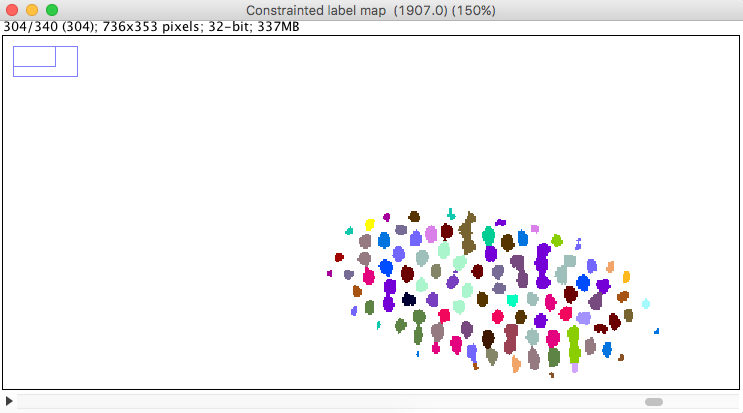 Constrainted label map (1907.0) (150%)
304/340 (304); 736x353 pixels; 32-bit; 337MB